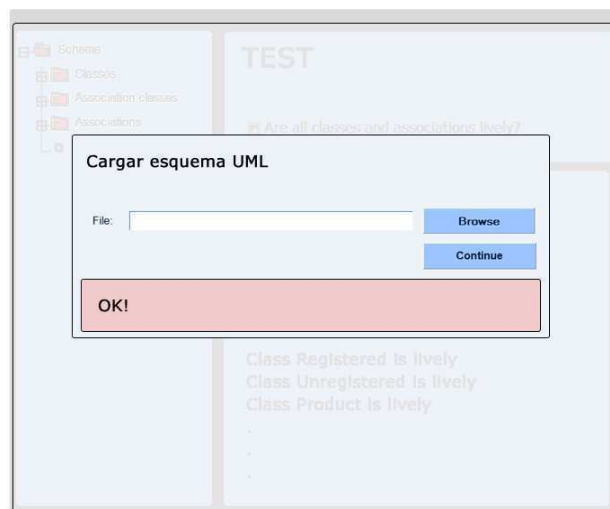 Scheme
Classes
Association classes
Associations
TEST
Are all classes and associations lively?
Cargar esquema UML
File:
Browse
Continue
OK!
Class Registered is lively
Class Unregistered is lively
Class Product is lively
.
.
.